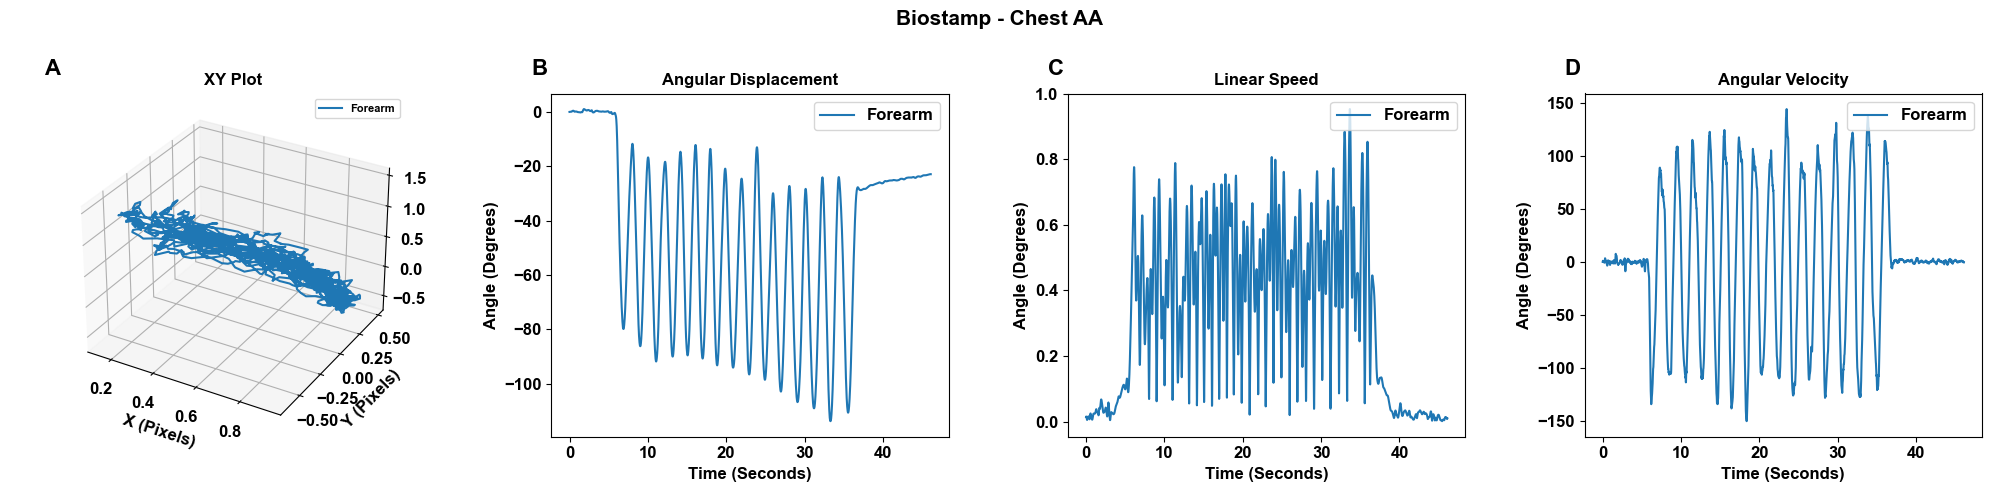 Biostamp - Chest AA
A
XY Plot
Forearm
1.5
1.0
0.5
0.0
−0.5
0.50
0.25
0.00
−0.25
−0.50
Y (Pixels)
0.2
0.4
0.6
0.8
X (Pixels)
B
Angular Displacement
Forearm
0
−20
−40
−60
−80
−100
Angle (Degrees)
0 10 20 30 40
Time (Seconds)
C
Linear Speed
Forearm
1.0
0.8
0.6
0.4
0.2
0.0
Angle (Degrees)
0 10 20 30 40
Time (Seconds)
D
Angular Velocity
Forearm
150
100
50
0
−50
−100
−150
Angle (Degrees)
0 10 20 30 40
Time (Seconds)